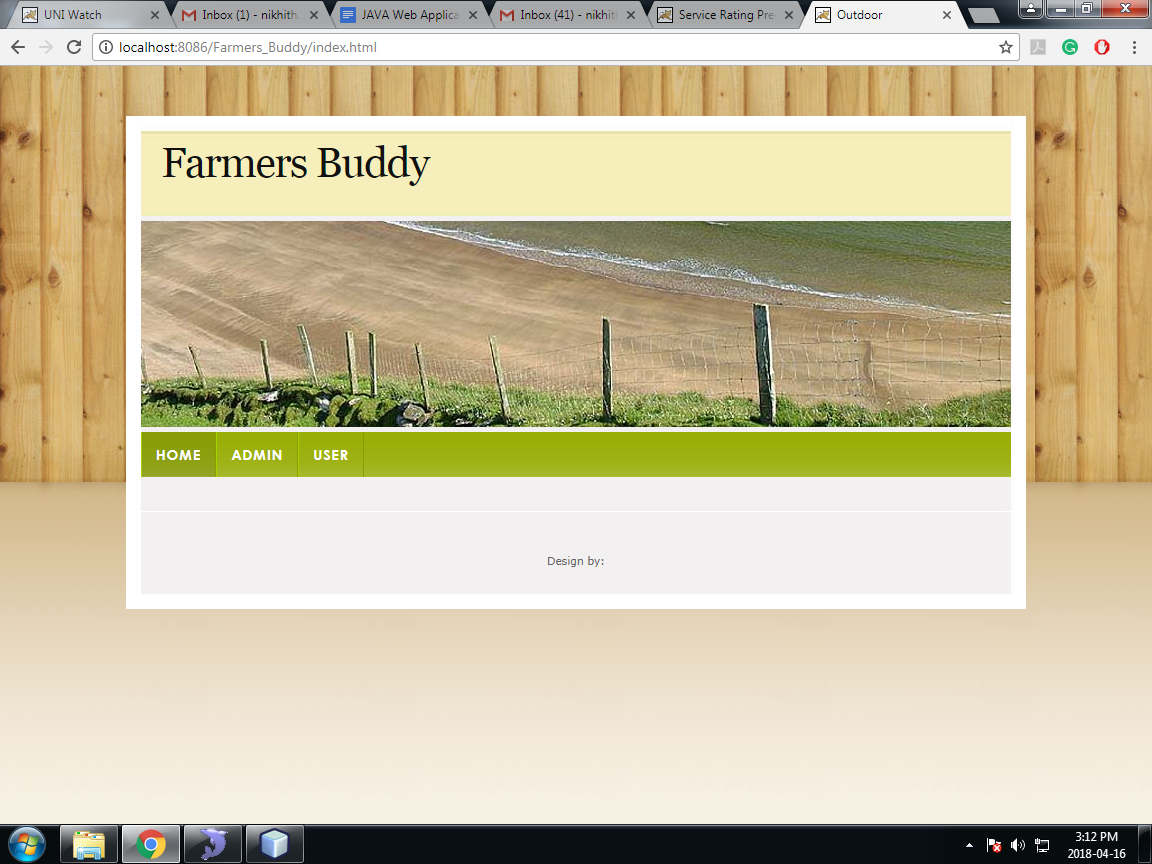 UNI Watch
Inbox (1) - nikhith
JAVA Web Applica
Inbox (41) - nikhit
Service Rating Pre
Outdoor
localhost:8086/Farmers_Buddy/index.html
Farmers Buddy
HOME ADMIN USER
Design by:
3:12 PM
2018-04-16